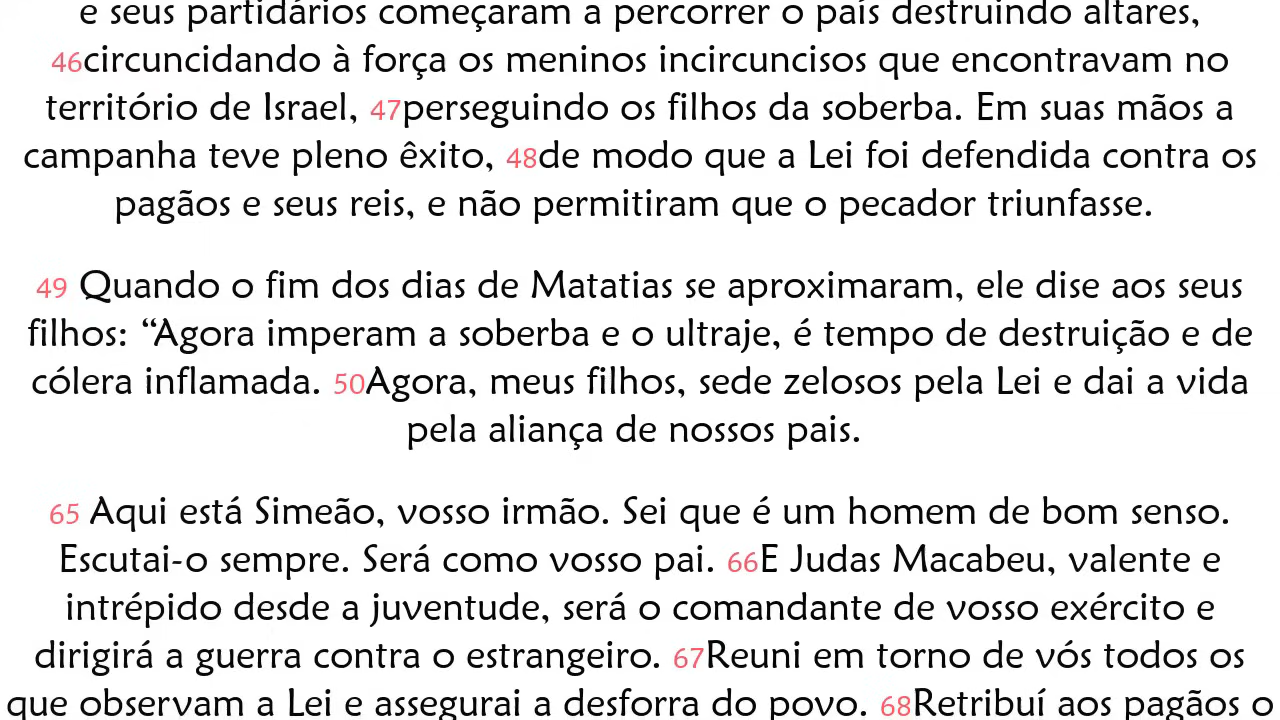 e seus partidários começaram a percorrer o país destruindo altares,
46circuncidando à força os meninos incircuncisos que encontravam no
território de Israel, 47perseguindo os filhos da soberba. Em suas mãos a
campanha teve pleno êxito, 48de modo que a Lei foi defendida contra os
pagãos e seus reis, e não permitiram que o pecador triunfasse.
49 Quando o fim dos dias de Matatias se aproximaram, ele dise aos seus
filhos: “Agora imperam a soberba e o ultraje, é tempo de destruição e de
cólera inflamada. 50Agora, meus filhos, sede zelosos pela Lei e dai a vida
pela aliança de nossos pais.
65 Aqui está Simeão, vosso irmão. Sei que é um homem de bom senso.
Escutai-o sempre. Será como vosso pai. 66E Judas Macabeu, valente e
intrépido desde a juventude, será o comandante de vosso exército e
dirigirá a guerra contra o estrangeiro. 67Reuni em torno de vós todos os
que observam a Lei e assegurai a desforra do povo. 68Retribuí aos pagãos o